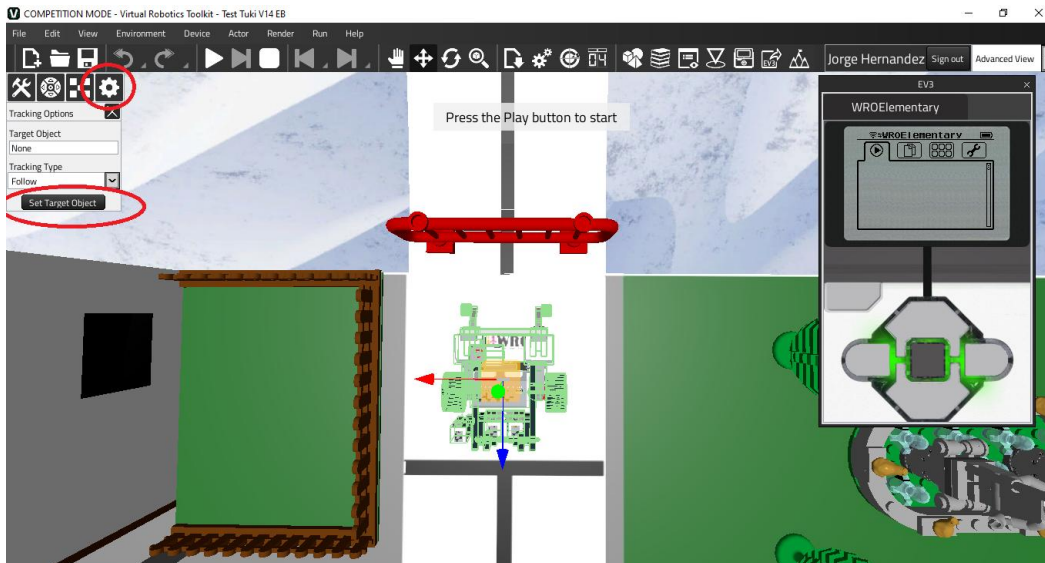 COMPETITION MODE - Virtual Robotics Toolkit - Test Tuki V14 EB
File Edit View Environment Device Actor Render Run Help
EV3
Jorge Hernandez Sign out Advanced View
Tracking Options
Target Object
None
Tracking Type
Follow
Set Target Object
Press the Play button to start
EV3
WROElementary
WROElementary
WRO